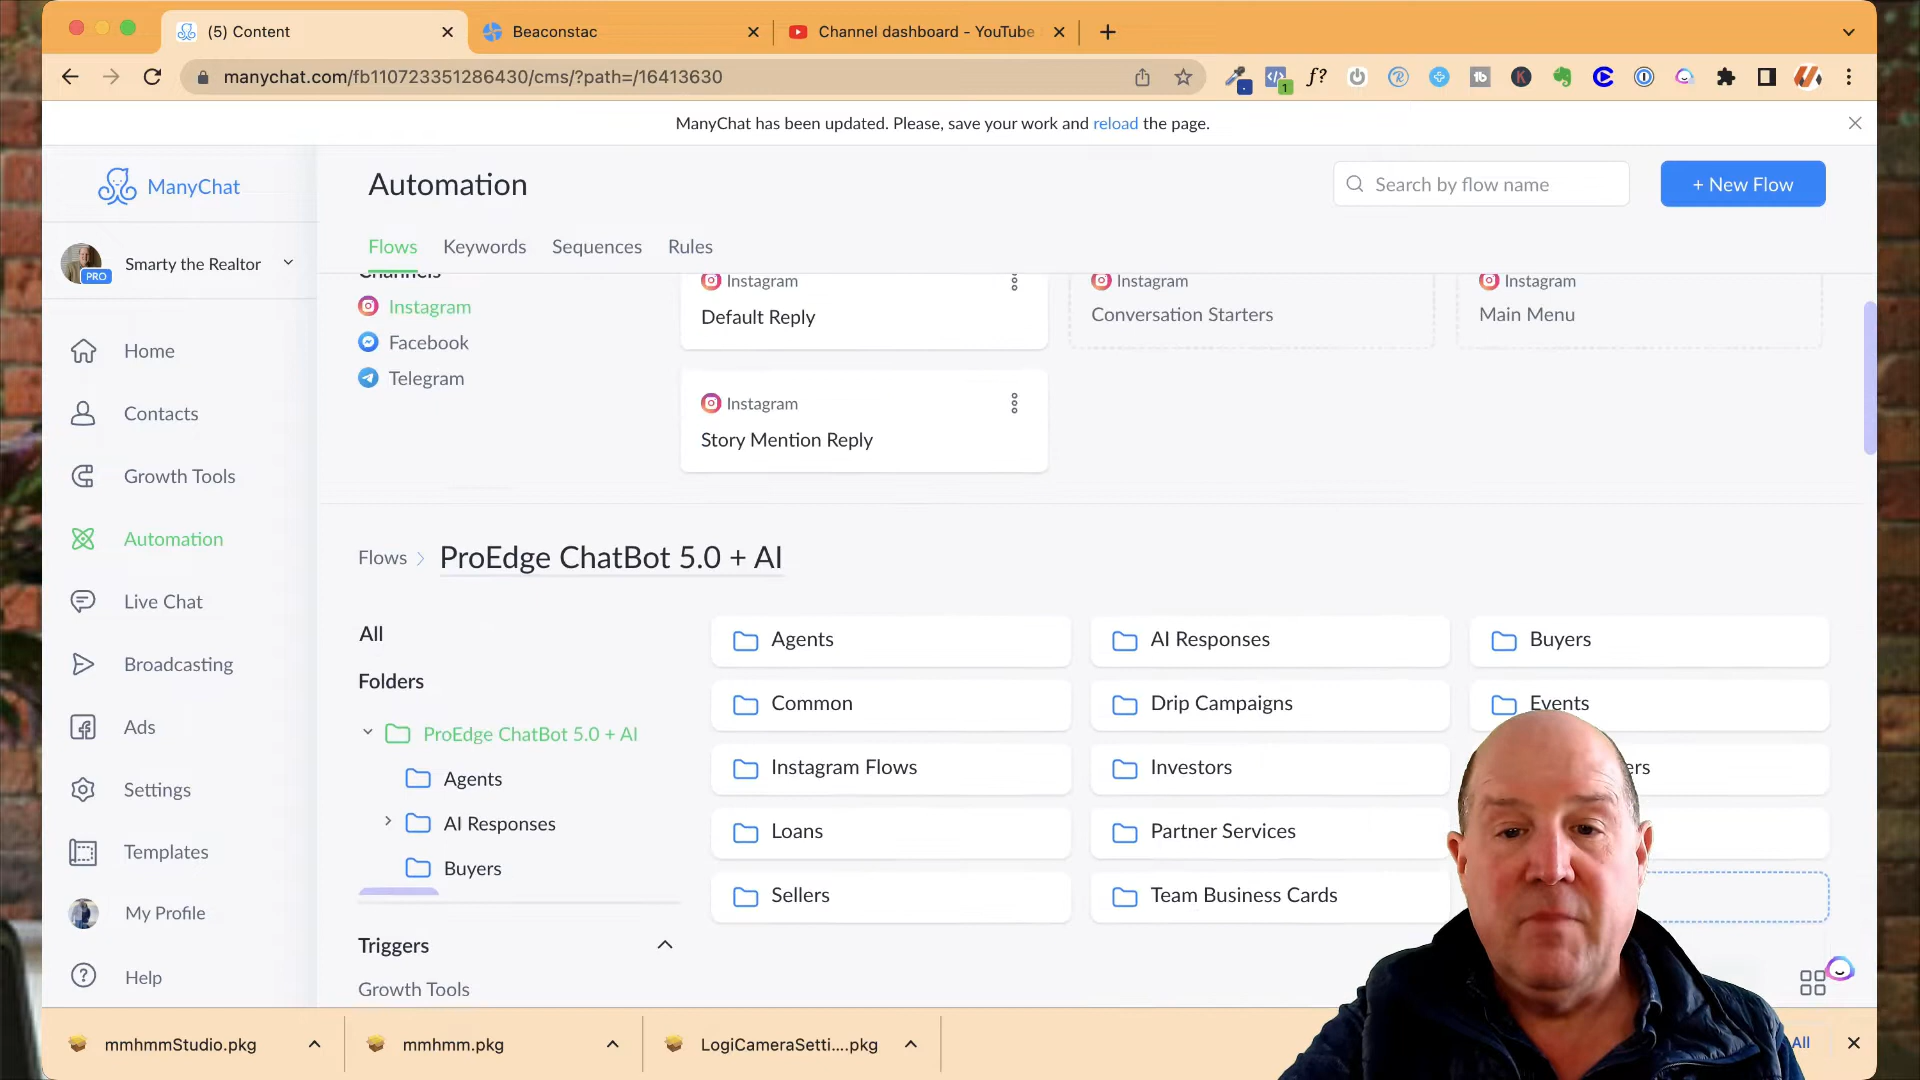 (5) Content
Beaconstac
Channel dashboard - YouTube
manychat.com/fb110723351286430/cms/?path=/16413630
ManyChat has been updated. Please, save your work and reload the page.
ManyChat
Automation
Search by flow name
+ New Flow
Flows Keywords Sequences Rules
PRO
Smarty the Realtor
Home
Contacts
Growth Tools
Automation
Live Chat
Broadcasting
Ads
Settings
Templates
My Profile
Help
Channels
Instagram
Facebook
Telegram
Instagram
Default Reply
Instagram
Conversation Starters
Instagram
Main Menu
Instagram
Story Mention Reply
Flows > ProEdge ChatBot 5.0 + AI
All
Folders
ProEdge ChatBot 5.0 + AI
Agents
AI Responses
Buyers
Triggers
Growth Tools
Agents
AI Responses
Buyers
Common
Drip Campaigns
Events
Instagram Flows
Investors
ers
Loans
Partner Services
Sellers
Team Business Cards
mmhmmStudio.pkg
mmhmm.pkg
LogiCameraSetti....pkg
All